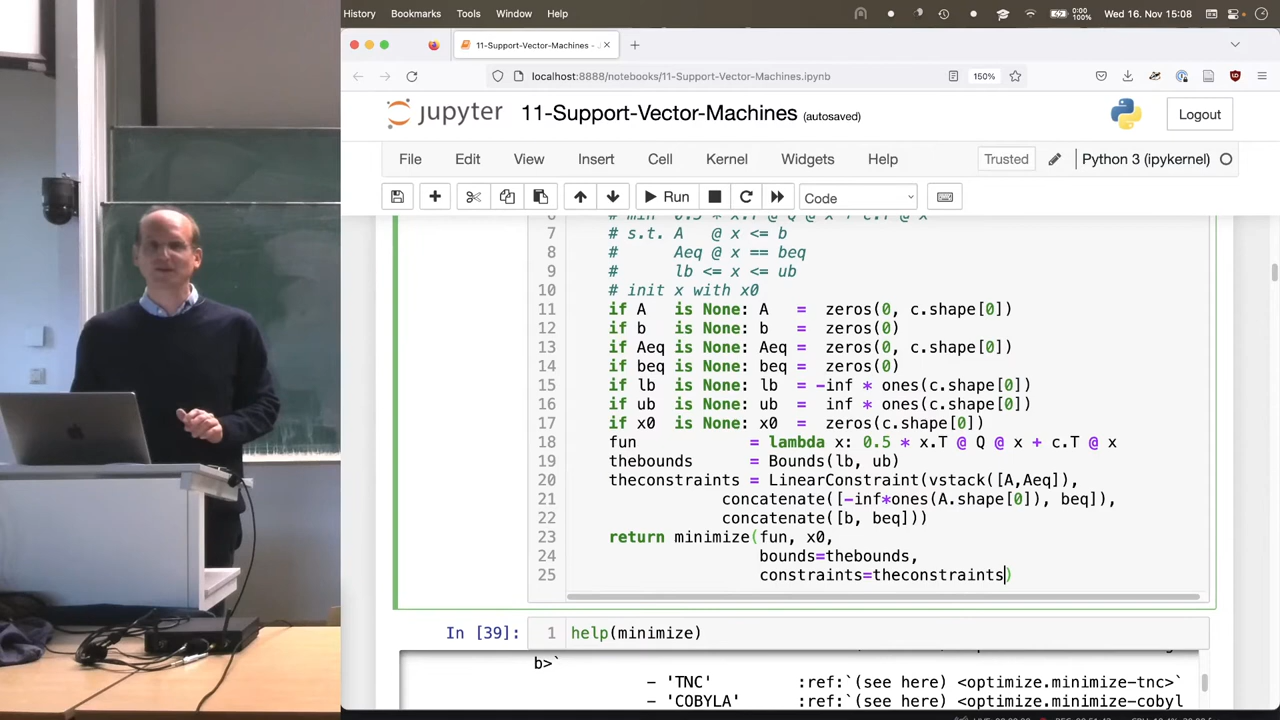 History Bookmarks Tools Window Help
0:00
100%
Wed 16. Nov 15:08
11-Support-Vector-Machines -
localhost:8888/notebooks/11-Support-Vector-Machines.ipynb
150%
jupyter 11-Support-Vector-Machines (autosaved)
Logout
File Edit View Insert Cell Kernel Widgets Help
Trusted
Python 3 (ipykernel)
Run
Code
6 # min 0.5 * x.T @ Q @ x + c.T @ x
7 # s.t. A @ x <= b
8 # Aeq @ x == beq
9 # lb <= x <= ub
10 # init x with x0
11 if A is None: A = zeros(0, c.shape[0])
12 if b is None: b = zeros(0)
13 if Aeq is None: Aeq = zeros(0, c.shape[0])
14 if beq is None: beq = zeros(0)
15 if lb is None: lb = -inf * ones(c.shape[0])
16 if ub is None: ub = inf * ones(c.shape[0])
17 if x0 is None: x0 = zeros(c.shape[0])
18 fun = lambda x: 0.5 * x.T @ Q @ x + c.T @ x
19 thebounds = Bounds(lb, ub)
20 theconstraints = LinearConstraint(vstack([A,Aeq]),
21 concatenate([-inf*ones(A.shape[0]), beq]),
22 concatenate([b, beq]))
23 return minimize(fun, x0,
24 bounds=thebounds,
25 constraints=theconstraints)
In [39]: 1 help(minimize)
b>`
- 'TNC' :ref:`(see here) <optimize.minimize-tnc>`
- 'COBYLA' :ref:`(see here) <optimize.minimize-cobyl